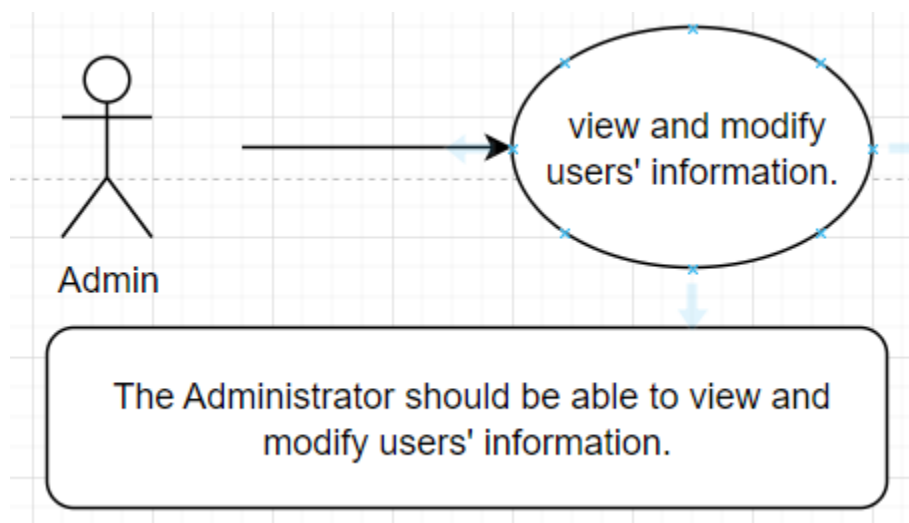 view and modify
users' information.
Admin
The Administrator should be able to view and
modify users' information.